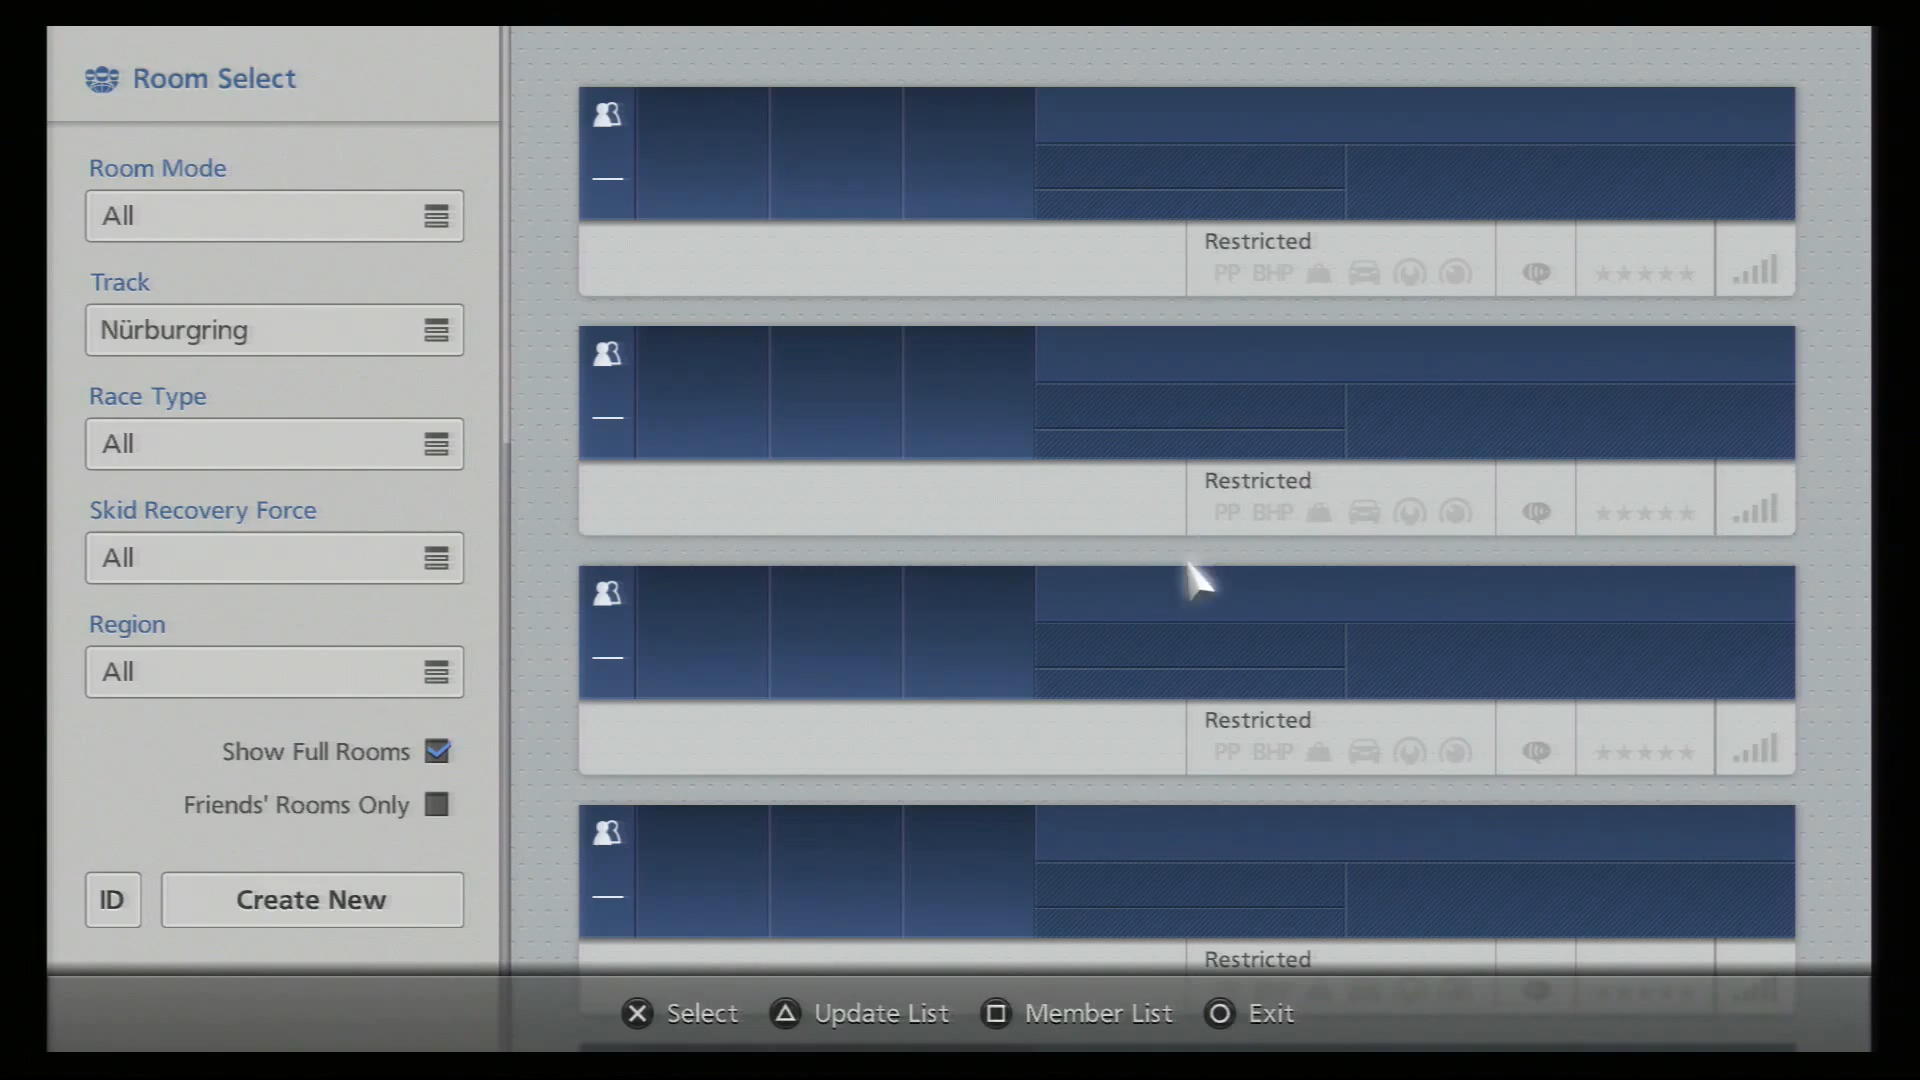 Room Select
Room Mode
All
Track
Nürburgring
Race Type
All
Skid Recovery Force
All
Region
All
Show Full Rooms
Friends' Rooms Only
ID
Create New
Restricted
PP BHP
Restricted
PP BHP
Restricted
PP BHP
Restricted
Select
Update List
Member List
Exit